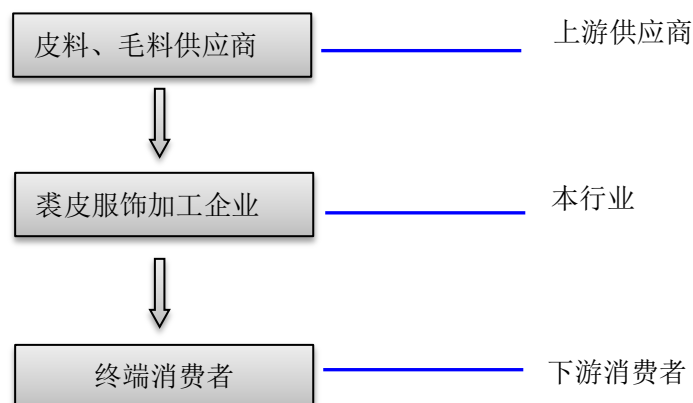 皮料、毛料供应商
上游供应商
裘皮服饰加工企业
本行业
终端消费者
下游消费者